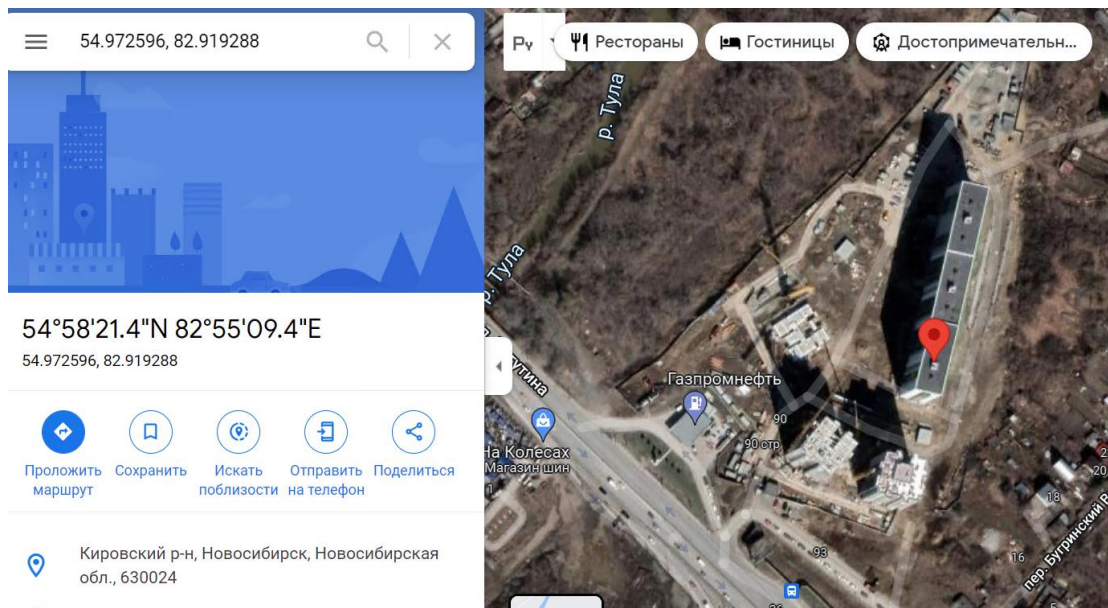 54.972596, 82.919288
Рестораны
Гостиницы
Достопримечательн...
р. Тула
р. Тула
54°58'21.4"N 82°55'09.4"E
54.972596, 82.919288
Газпромнефть
90
90 стр
На Колесах
Магазин шин
Проложить маршрут
Сохранить
Искать поблизости
Отправить на телефон
Поделиться
1
Кировский р-н, Новосибирск, Новосибирская
обл., 630024
93
18
16
пер. Бугринский